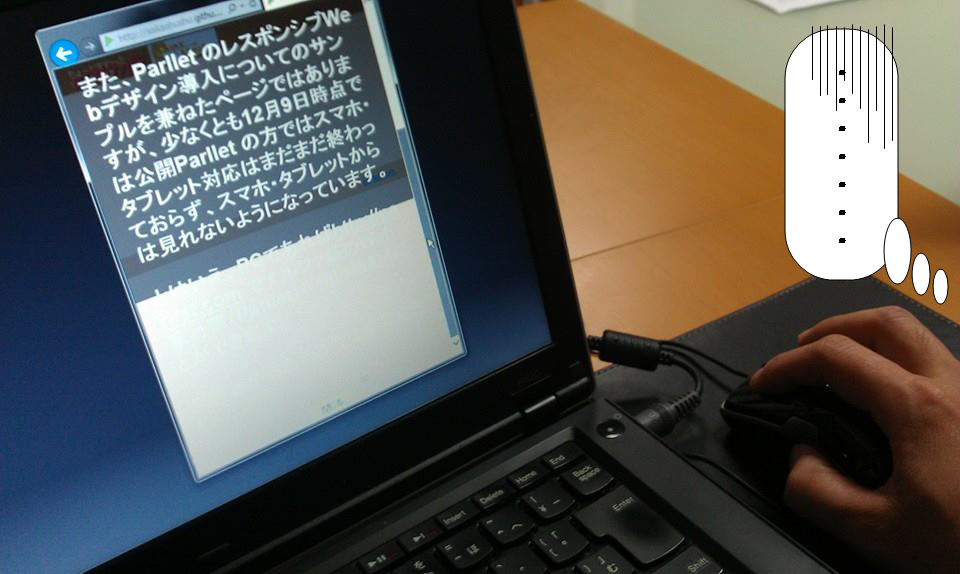 また、Parllet のレスポンシブWe
bデザイン導入についてのサン
プルを兼ねたページではありま
すが、少なくとも12月9日時点で
は公開Parllet の方ではスマホ・
タブレット対応はまだまだ終わっ
ておらず、スマホ・タブレットから
は見れないようになっています。
End
Home
Delete
Insert
Back
space
Enter
Shift